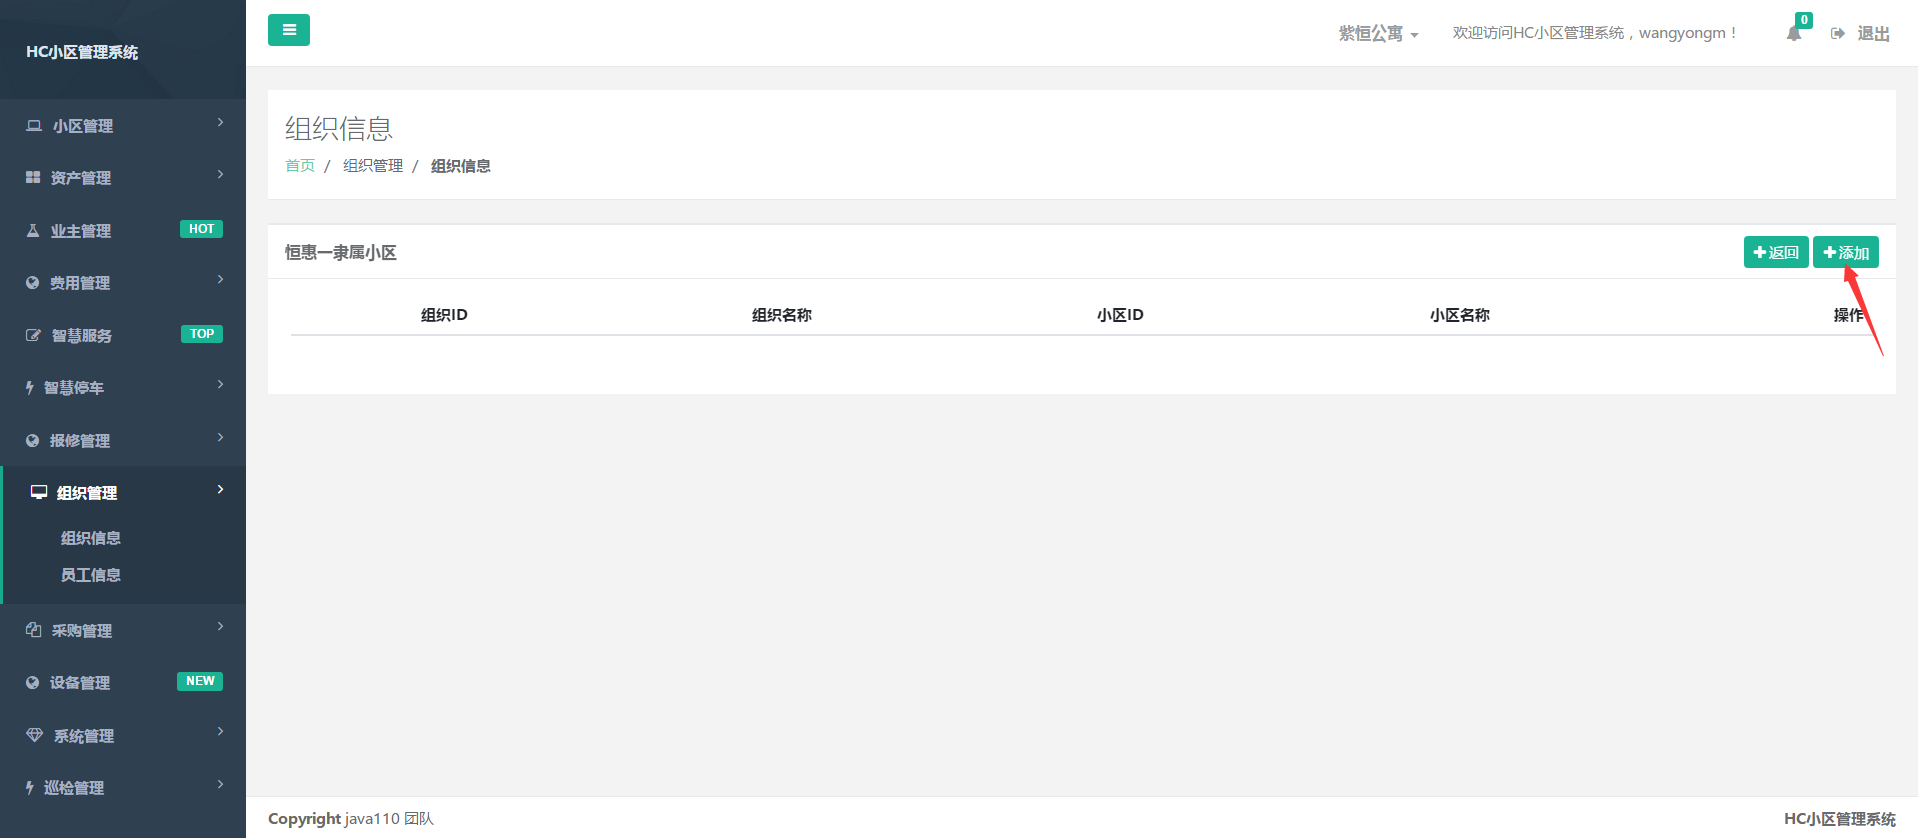 HC小区管理系统
小区管理
资产管理
业主管理 HOT
费用管理
智慧服务 TOP
智慧停车
报修管理
组织管理
组织信息
员工信息
采购管理
设备管理 NEW
系统管理
巡检管理
紫恒公寓 欢迎访问HC小区管理系统，wangyongm！ 0 退出
组织信息
首页 / 组织管理 / 组织信息
恒惠一隶属小区 返回 添加
组织ID 组织名称 小区ID 小区名称 操作
Copyright java110 团队 HC小区管理系统